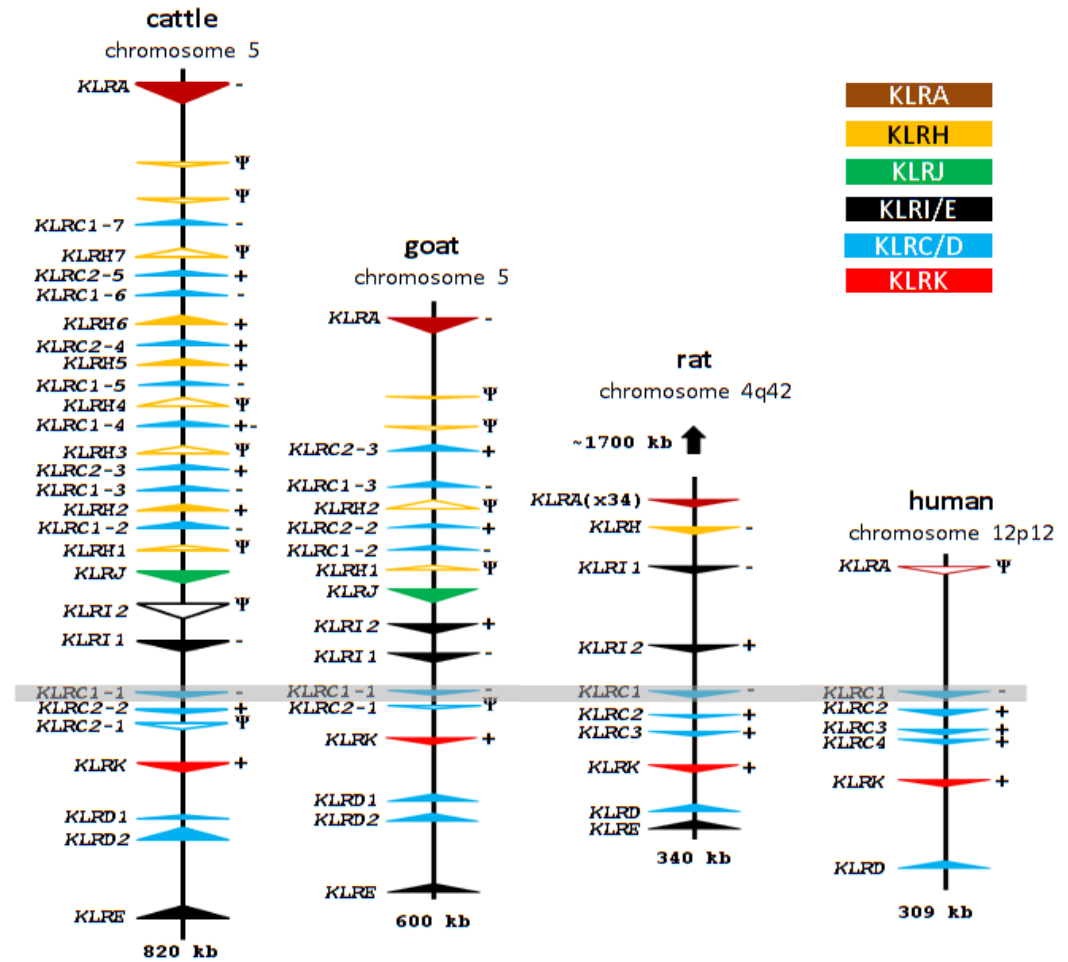 cattle
chromosome 5
KLRA -
Ψ
Ψ
KLRC1-7 -
KLRH7 Ψ
KLRC2-5 +
KLRC1-6 -
KLRH6 +
KLRC2-4 +
KLRH5 +
KLRC1-5 -
KLRH4 Ψ
KLRC1-4 +-
KLRH3 Ψ
KLRC2-3 +
KLRC1-3 -
KLRH2 +
KLRC1-2 -
KLRH1 Ψ
KLRJ
KLRI2 Ψ
KLRI1 -
KLRC1-1 -
KLRC2-2 +
KLRC2-1 Ψ
KLRK +
KLRD1
KLRD2
KLRE
820 kb
goat
chromosome 5
KLRA -
Ψ
Ψ
KLRC2-3 +
KLRC1-3 -
KLRH2 Ψ
KLRC2-2 +
KLRC1-2 -
KLRH1 Ψ
KLRJ
KLRI2 +
KLRI1 -
KLRC1-1 -
KLRC2-1 Ψ
KLRK +
KLRD1
KLRD2
KLRE
600 kb
rat
chromosome 4q42
~1700 kb
KLRA(x34)
KLRH -
KLRI1 -
KLRI2 +
KLRC1 -
KLRC2 +
KLRC3 +
KLRK +
KLRD
KLRE
340 kb
human
chromosome 12p12
KLRA Ψ
KLRC1 -
KLRC2 +
KLRC3 +
KLRC4 +
KLRK +
KLRD
309 kb
KLRA
KLRH
KLRJ
KLRI/E
KLRC/D
KLRK